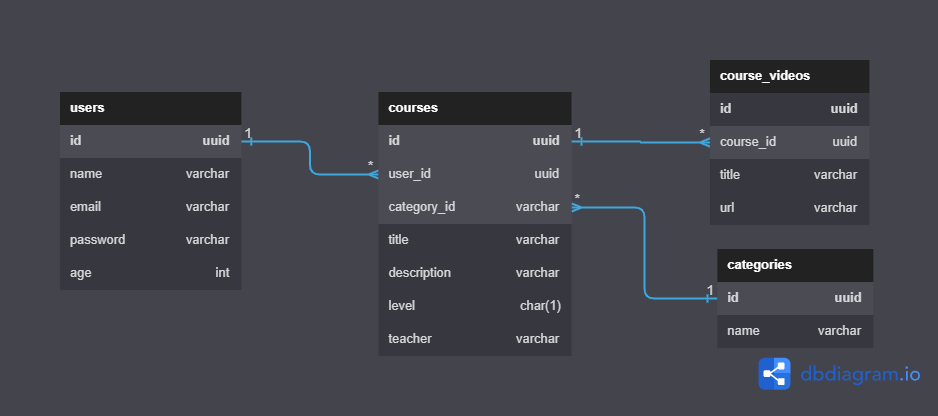 users
id uuid
name varchar
email varchar
password varchar
age int
1
*
courses
id uuid
user_id uuid
category_id varchar
title varchar
description varchar
level char(1)
teacher varchar
1
*
*
1
course_videos
id uuid
course_id uuid
title varchar
url varchar
categories
id uuid
name varchar
dbdiagram.io